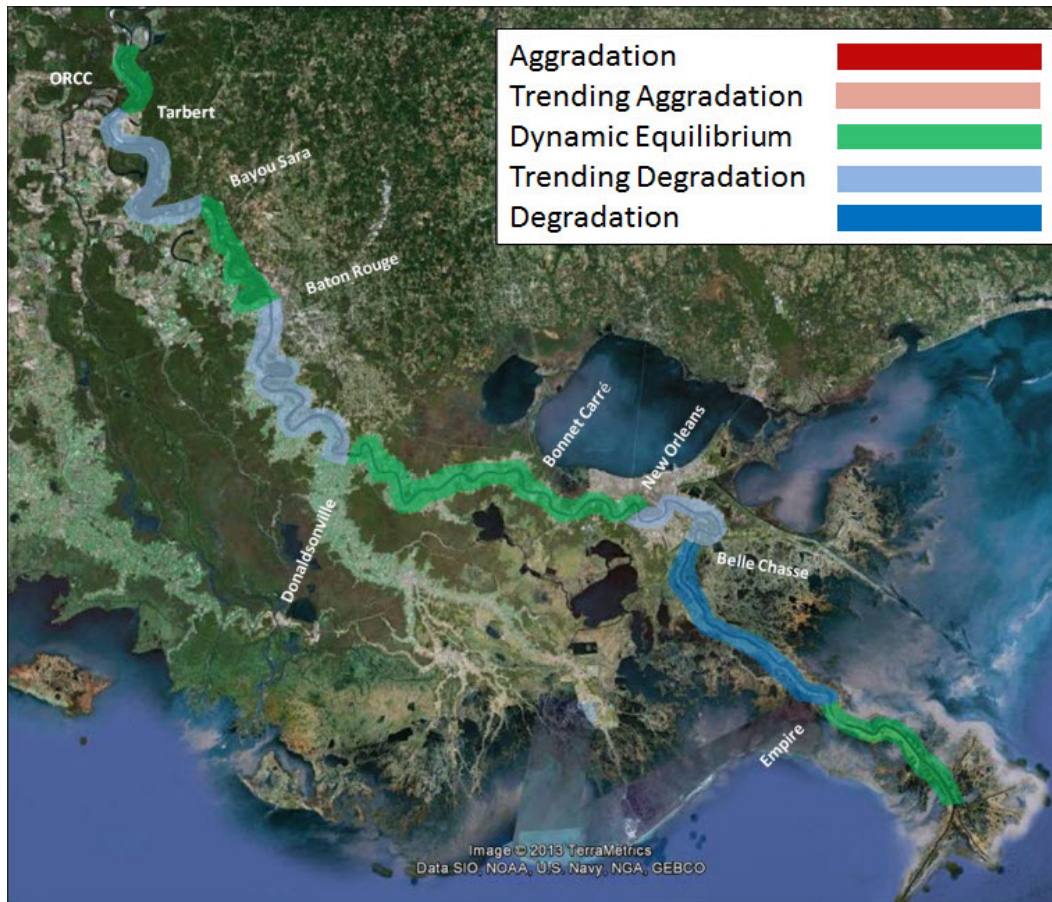 Aggradation
Trending Aggradation
Dynamic Equilibrium
Trending Degradation
Degradation
ORCC
Tarbert
Bayou Sara
Baton Rouge
Bonnet Carré
New Orleans
Donaldsonville
Belle Chasse
Empire
Image © 2013 TerraMetrics
Data SIO, NOAA, U.S. Navy, NGA, GEBCO